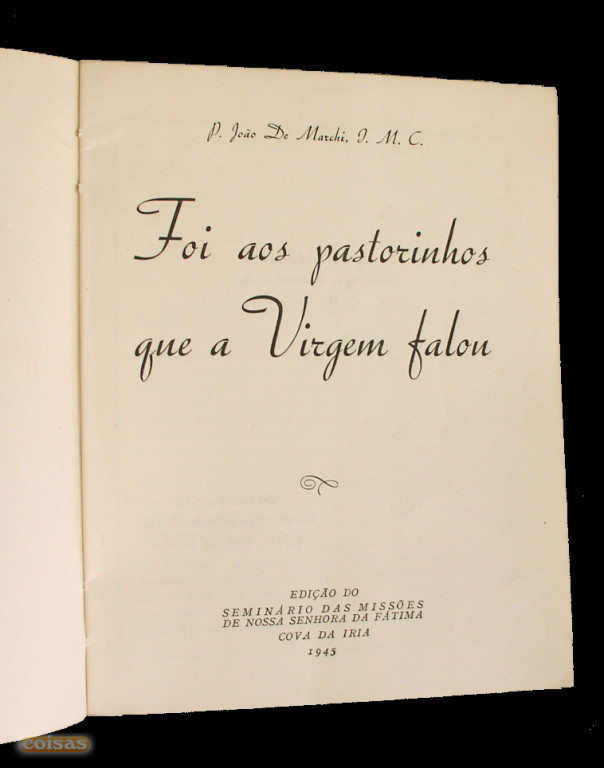 P. João De Marchi, I. M. C.
Foi aos pastorinhos
que a Virgem falou
EDIÇÃO DO
SEMINÁRIO DAS MISSÕES
DE NOSSA SENHORA DA FÁTIMA
COVA DA IRIA
1945
coisas